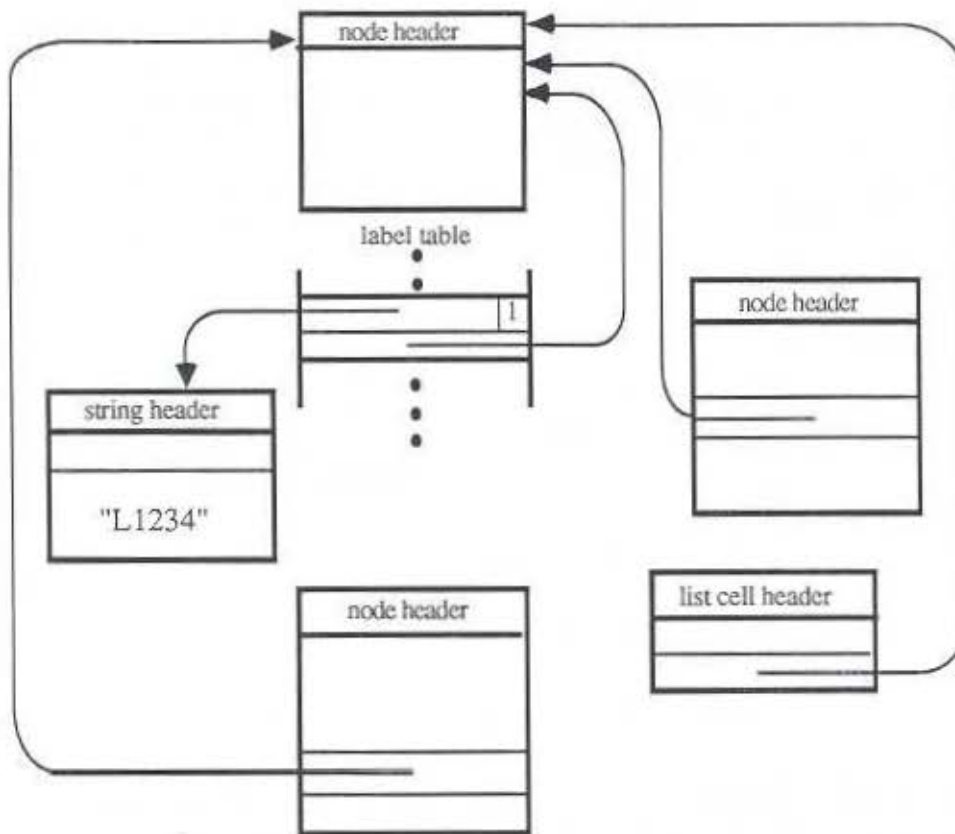 node header
label table
1
node header
string header
"L1234"
node header
list cell header